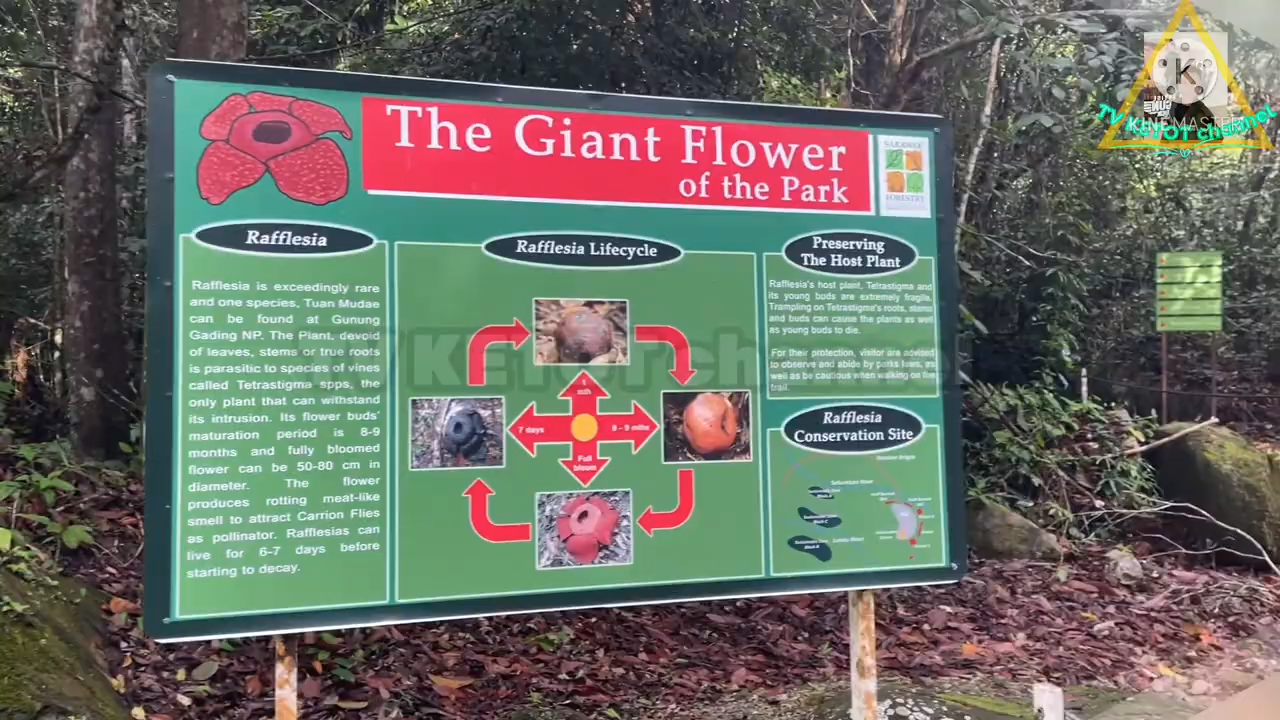 The Giant Flower
of the Park
SARAWAK
FORESTRY
Rafflesia
Rafflesia is exceedingly rare
and one species, Tuan Mudae
can be found at Gunung
Gading NP. The Plant, devoid
of leaves, stems or true roots
is parasitic to species of vines
called Tetrastigma spps, the
only plant that can withstand
its intrusion. Its flower buds'
maturation period is 8-9
months and fully bloomed
flower can be 50-80 cm in
diameter. The flower
produces rotting meat-like
smell to attract Carrion Flies
as pollinator. Rafflesias can
live for 6-7 days before
starting to decay.
Rafflesia Lifecycle
1
mth
7 days
8 - 9 mths
Full
bloom
Preserving
The Host Plant
Rafflesia's host plant, Tetrastigma and
its young buds are extremely fragile.
Trampling on Tetrastigma's roots, stems
and buds can cause the plants as well
as young buds to die.
For their protection, visitor are advised
to observe and abide by parks laws, as
well as be cautious when walking on the
trail.
Rafflesia
Conservation Site
K
KINEMASTER
TV KeTOT channel
TV KeTOT channel